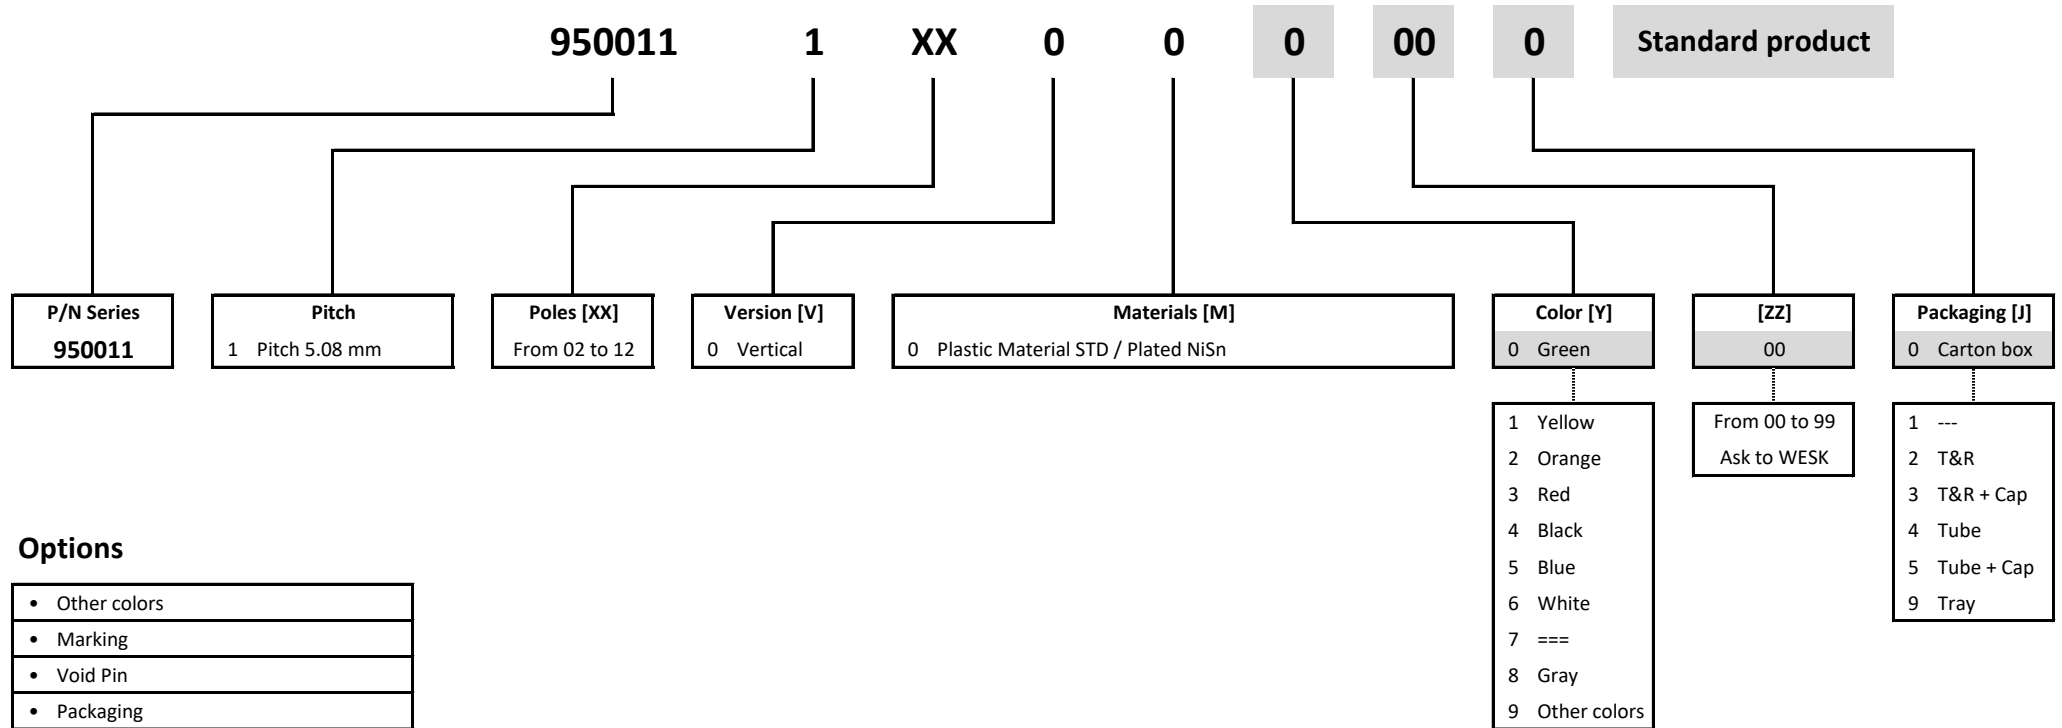 950011 1 XX 0 0 0 00 0 Standard product
P/N Series Pitch Poles [XX] Version [V] Materials [M] Color [Y] [ZZ] Packaging [J]
950011 1 Pitch 5.08 mm From 02 to 12 0 Vertical 0 Plastic Material STD / Plated NiSn 0 Green 00 0 Carton box
1 Yellow
2 Orange
3 Red
4 Black
5 Blue
6 White
7 ===
8 Gray
9 Other colors
From 00 to 99
Ask to WESK
1 ---
2 T&R
3 T&R + Cap
4 Tube
5 Tube + Cap
9 Tray
Options
• Other colors
• Marking
• Void Pin
• Packaging